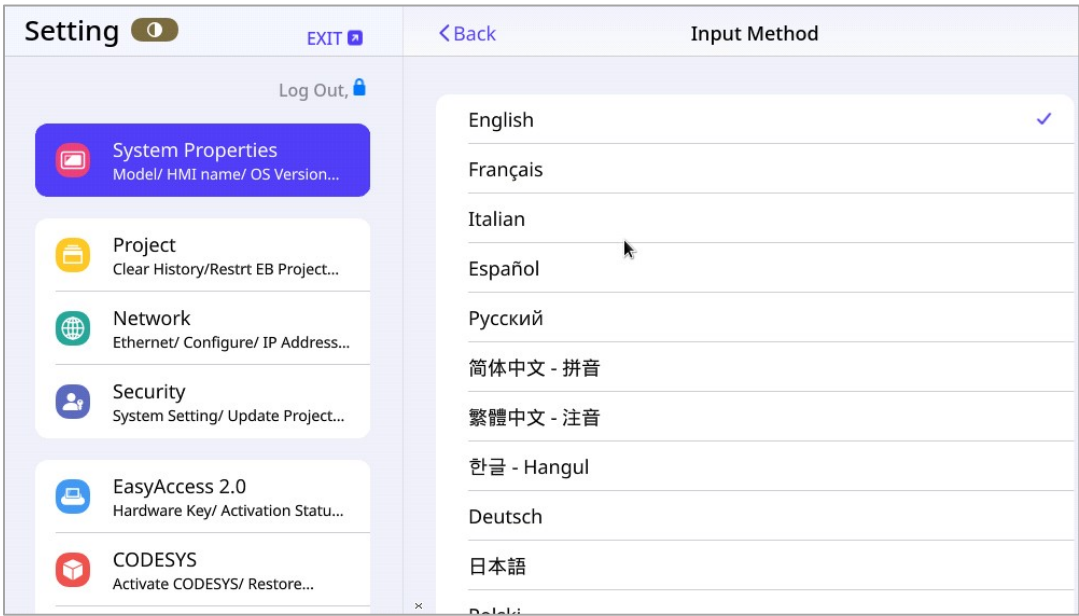 Setting
EXIT
Log Out,
System Properties
Model/ HMI name/ OS Version...
Project
Clear History/Restrt EB Project...
Network
Ethernet/ Configure/ IP Address...
Security
System Setting/ Update Project...
EasyAccess 2.0
Hardware Key/ Activation Statu...
CODESYS
Activate CODESYS/ Restore...
Back
Input Method
English
Français
Italian
Español
Русский
简体中文 - 拼音
繁體中文 - 注音
한글 - Hangul
Deutsch
日本語
Polski